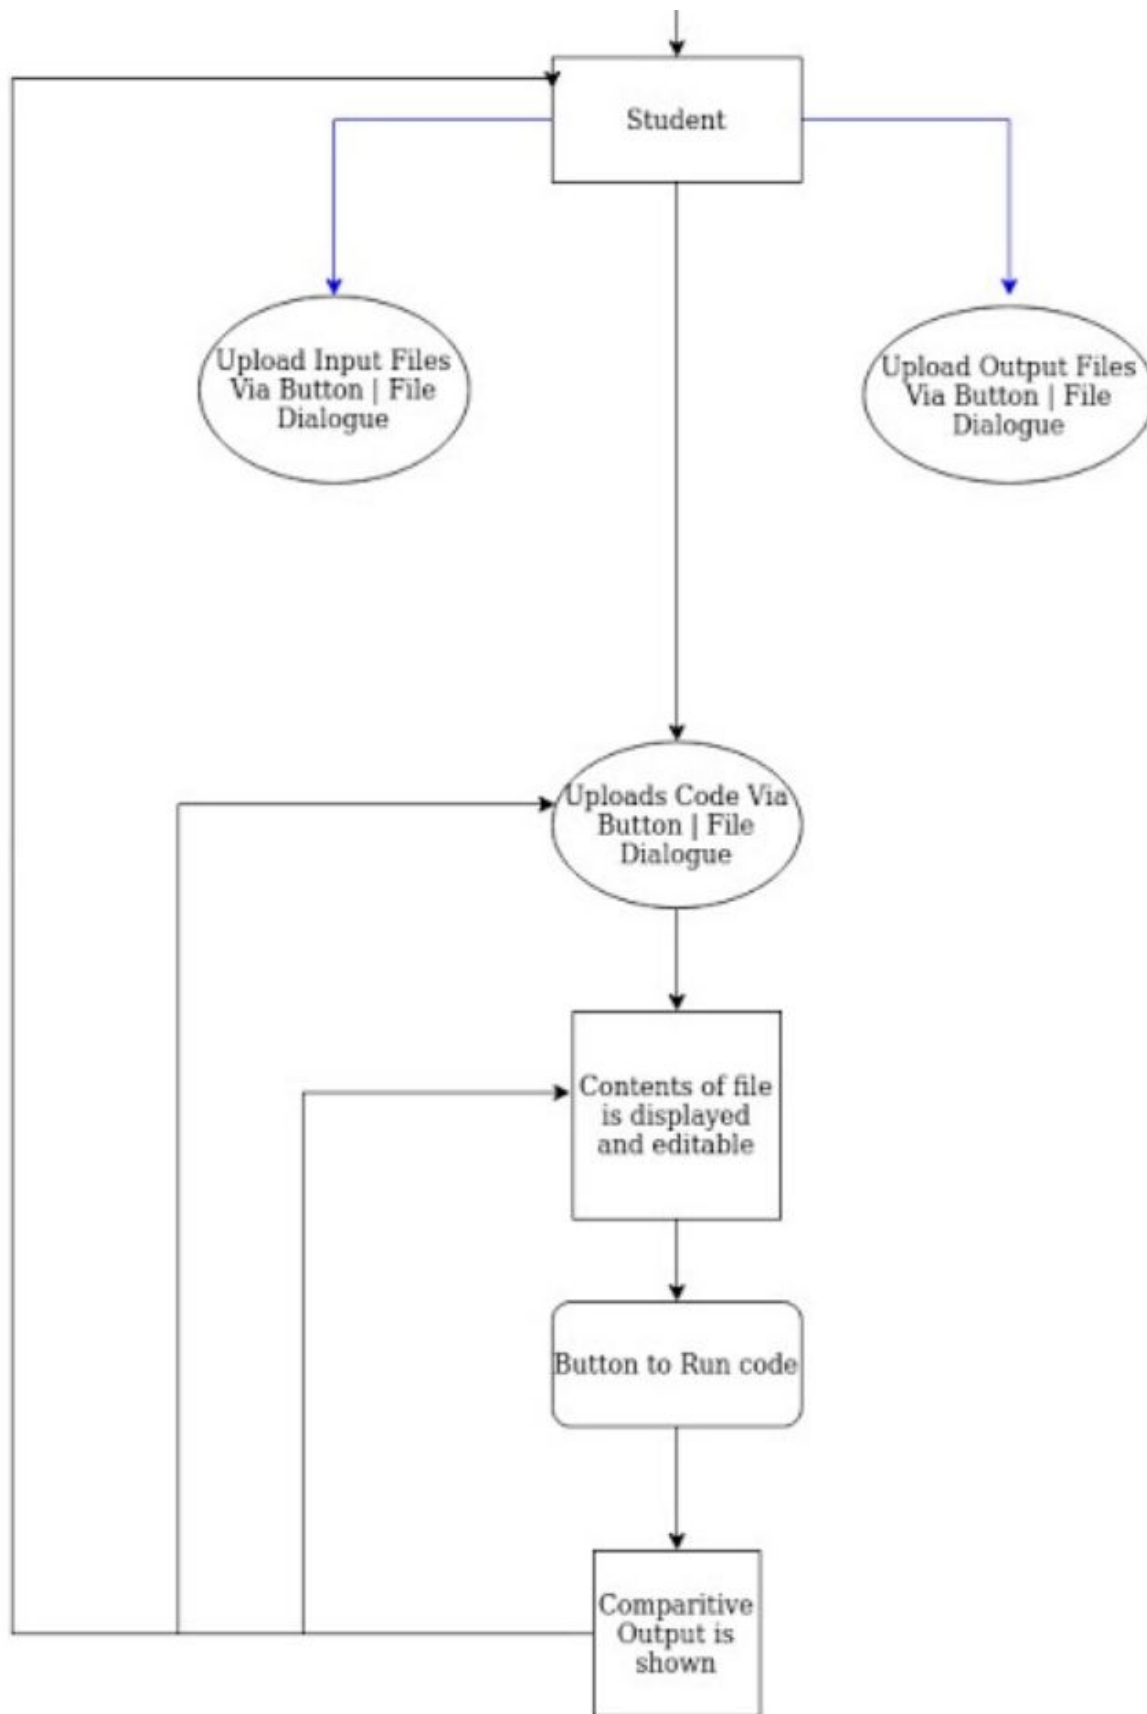 Student
Upload Input Files
Via Button | File
Dialogue
Upload Output Files
Via Button | File
Dialogue
Uploads Code Via
Button | File
Dialogue
Contents of file
is displayed
and editable
Button to Run code
Comparitive
Output is
shown